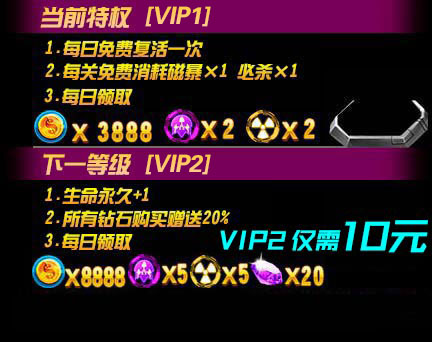 当前特权 [VIP1]
1.每日免费复活一次
2.每关免费消耗磁暴×1 必杀×1
3.每日领取
X 3888 X 2 X 2
下一等级 [VIP2]
1.生命永久+1
2.所有钻石购买赠送20%
3.每日领取
VIP2 仅需10元
X8888 X5 X5 X20